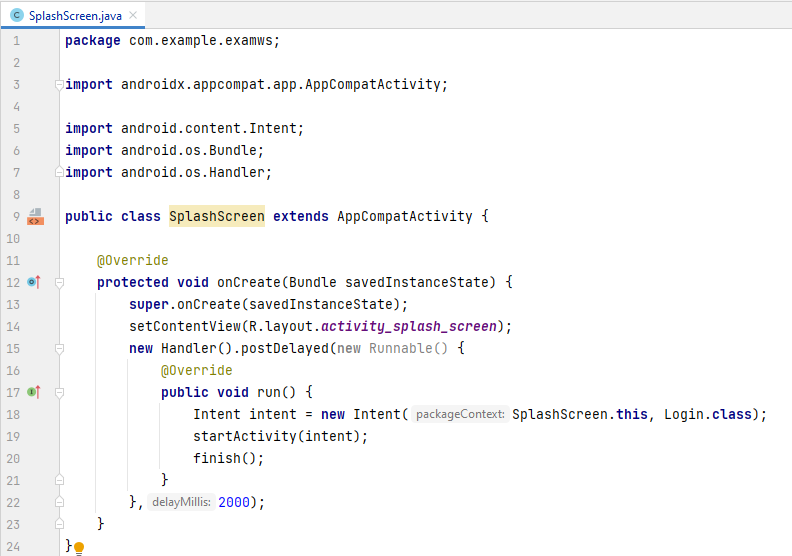 SplashScreen.java
1 package com.example.examws;
2
3 import androidx.appcompat.app.AppCompatActivity;
4
5 import android.content.Intent;
6 import android.os.Bundle;
7 import android.os.Handler;
8
9 public class SplashScreen extends AppCompatActivity {
10
11     @Override
12     protected void onCreate(Bundle savedInstanceState) {
13         super.onCreate(savedInstanceState);
14         setContentView(R.layout.activity_splash_screen);
15         new Handler().postDelayed(new Runnable() {
16             @Override
17             public void run() {
18                 Intent intent = new Intent( packageContext: SplashScreen.this, Login.class);
19                 startActivity(intent);
20                 finish();
21             }
22         }, delayMillis: 2000);
23     }
24 }